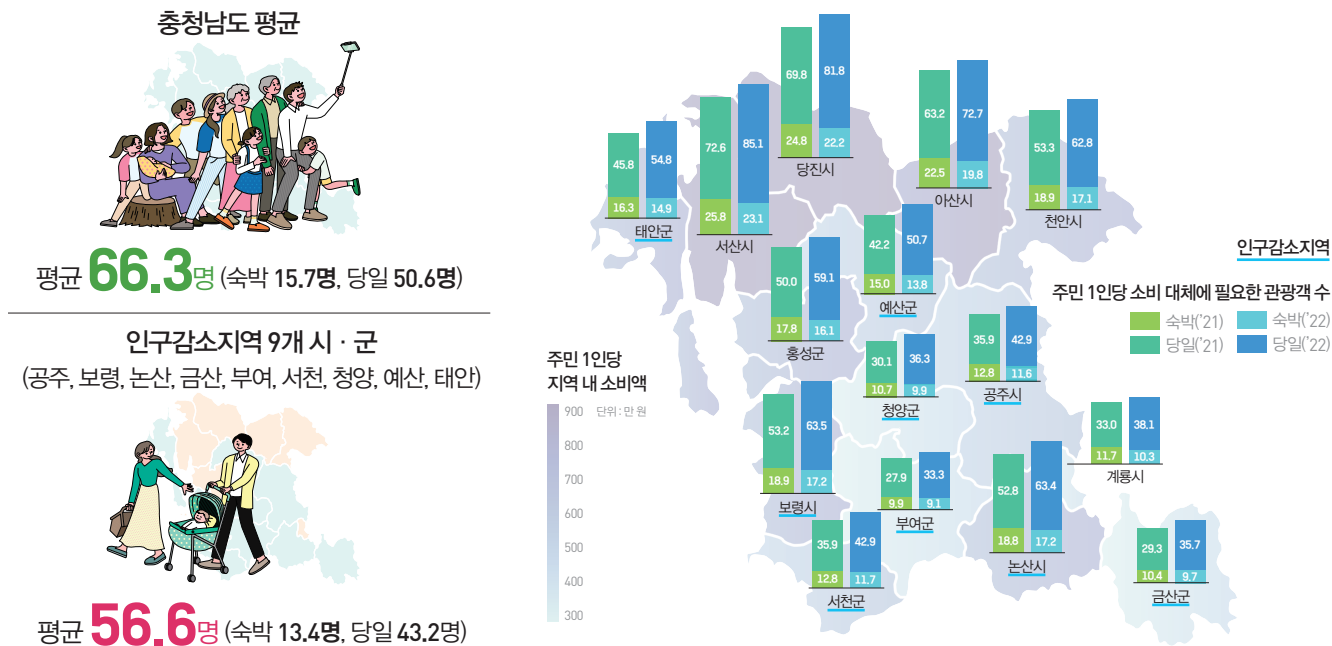 충청남도 평균
평균 66.3명 (숙박 15.7명, 당일 50.6명)
인구감소지역 9개 시 · 군
(공주, 보령, 논산, 금산, 부여, 서천, 청양, 예산, 태안)
평균 56.6명 (숙박 13.4명, 당일 43.2명)
주민 1인당
지역 내 소비액
900 단위 : 만 원
800
700
600
500
400
300
인구감소지역
주민 1인당 소비 대체에 필요한 관광객 수
숙박('21) 숙박('22)
당일('21) 당일('22)
69.8 81.8
24.8 22.2
당진시
63.2 72.7
22.5 19.8
아산시
53.3 62.8
18.9 17.1
천안시
72.6 85.1
25.8 23.1
서산시
45.8 54.8
16.3 14.9
태안군
42.2 50.7
15.0 13.8
예산군
50.0 59.1
17.8 16.1
홍성군
35.9 42.9
12.8 11.6
공주시
30.1 36.3
10.7 9.9
청양군
53.2 63.5
18.9 17.2
보령시
33.0 38.1
11.7 10.3
계룡시
27.9 33.3
9.9 9.1
부여군
52.8 63.4
18.8 17.2
논산시
35.9 42.9
12.8 11.7
서천군
29.3 35.7
10.4 9.7
금산군